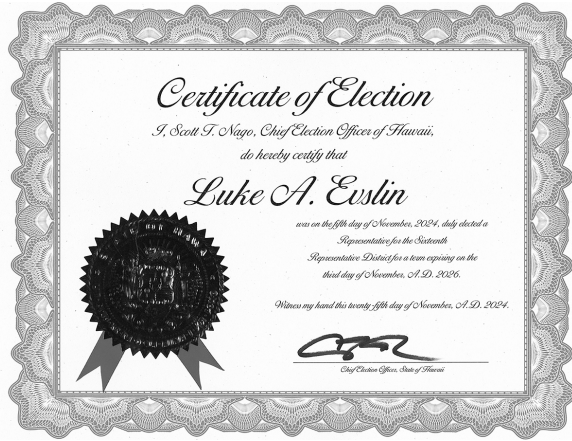 Certificate of Election
I, Scott T. Nago, Chief Election Officer of Hawaii,
do hereby certify that
Luke A. Evslin
was on the fifth day of November, 2024, duly elected a
Representative for the Sixteenth
Representative District for a term expiring on the
third day of November, A.D. 2026.
Witness my hand this twenty-fifth day of November, A.D. 2024.
Chief Election Officer, State of Hawaii